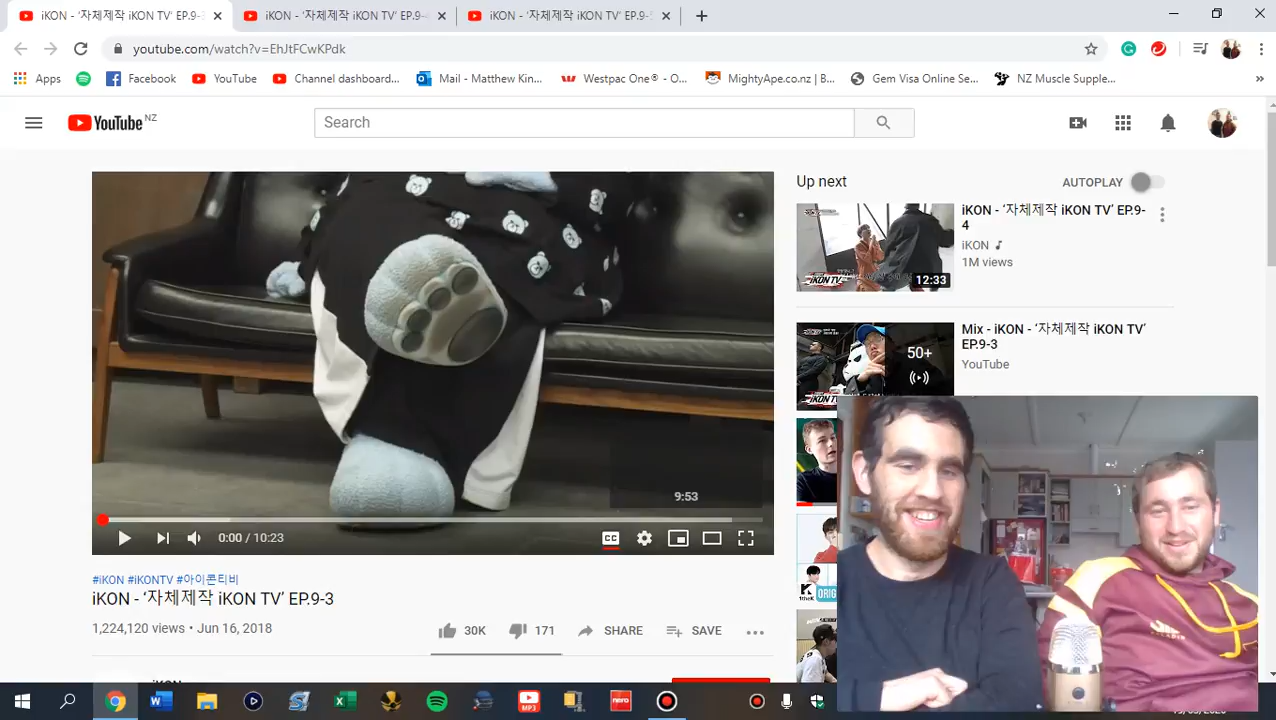 iKON - ‘자체제작 iKON TV’ EP.9-3
iKON - ‘자체제작 iKON TV’ EP.9-
iKON - ‘자체제작 iKON TV’ EP.9-5
youtube.com/watch?v=EhJtFCwKPdk
Apps
Facebook
YouTube
Channel dashboard...
Mail - Matthew Kin...
Westpac One® - O...
MightyApe.co.nz | B...
Gem Visa Online Se...
NZ Muscle Supple...
»
YouTube NZ
Search
Up next
AUTOPLAY
iKON - ‘자체제작 iKON TV’ EP.9-
4
iKON
1M views
12:33
Mix - iKON - ‘자체제작 iKON TV’
EP.9-3
YouTube
50+
9:53
0:00 / 10:23
CC
#iKON #iKONTV #아이콘티비
iKON - ‘자체제작 iKON TV’ EP.9-3
1,224,120 views • Jun 16, 2018
30K
171
SHARE
SAVE
MP3
nero